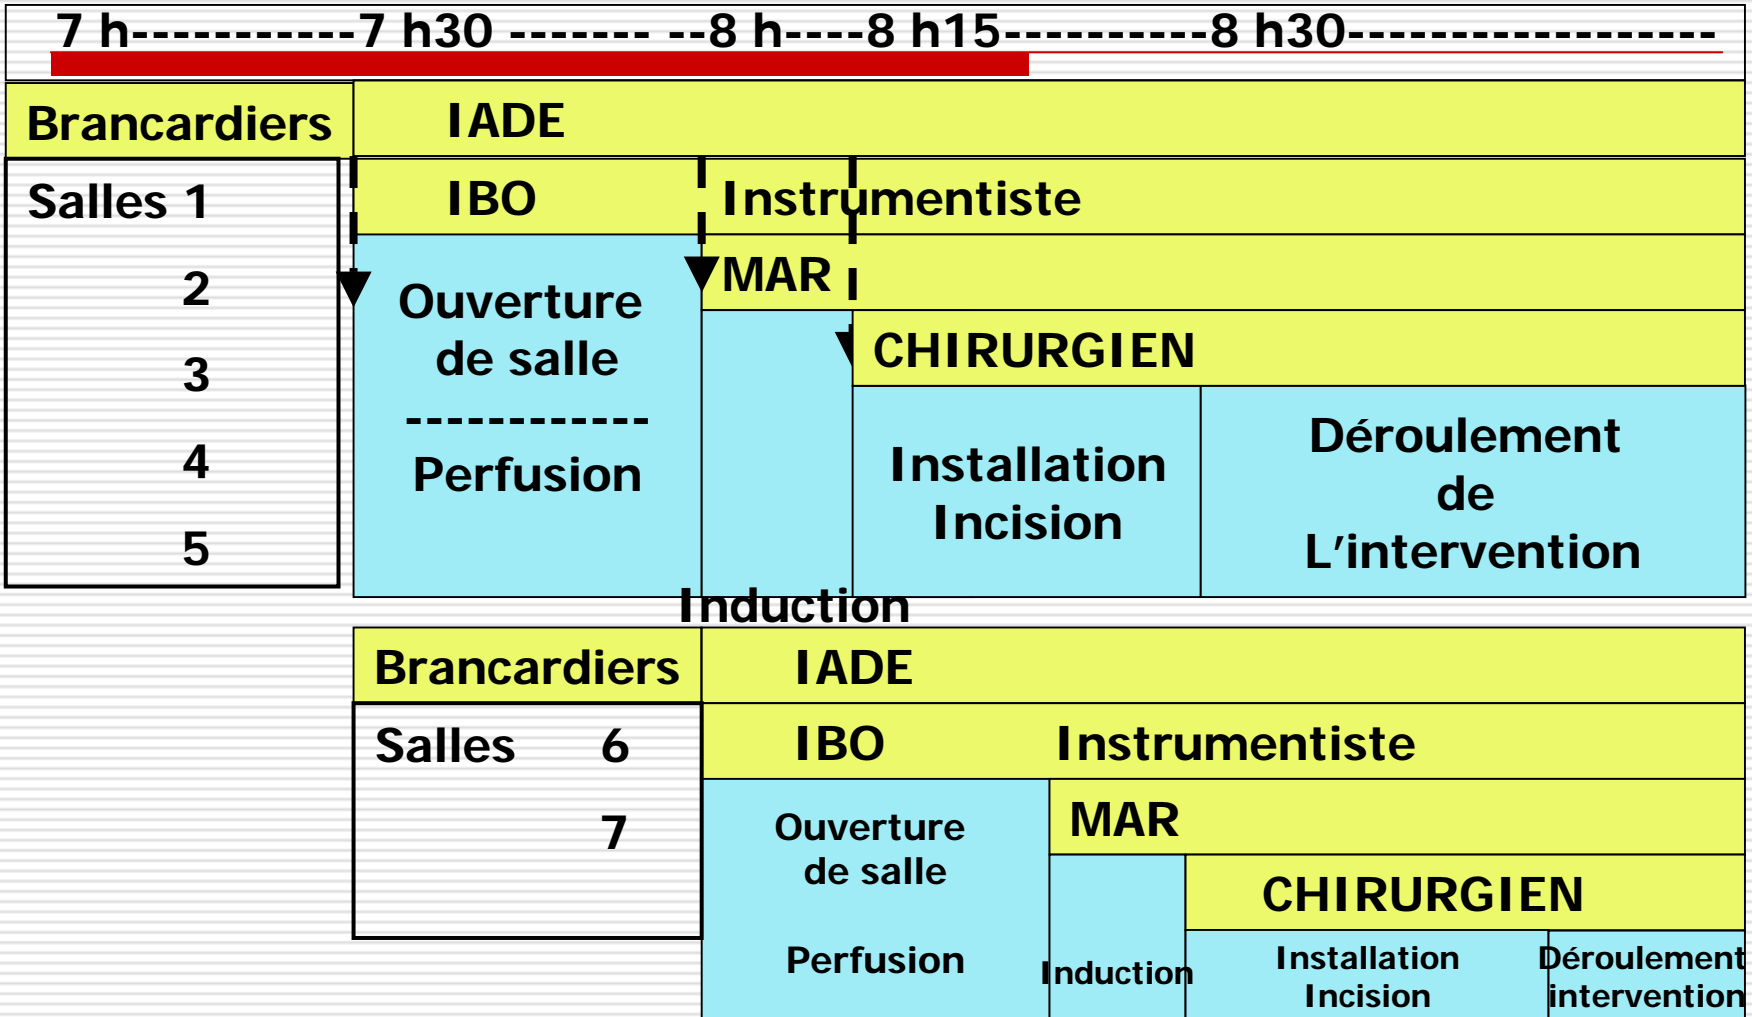 7 h-----------7 h30 ------- --8 h----8 h15----------8 h30------------------
Brancardiers
IADE
Salles 1
2
3
4
5
IBO
Instrumentiste
MAR
CHIRURGIEN
Ouverture
de salle
------------
Perfusion
Induction
Installation
Incision
Déroulement
de
L’intervention
Brancardiers
IADE
Salles 6
7
IBO
Instrumentiste
MAR
CHIRURGIEN
Ouverture
de salle
Perfusion
Induction
Installation
Incision
Déroulement
intervention